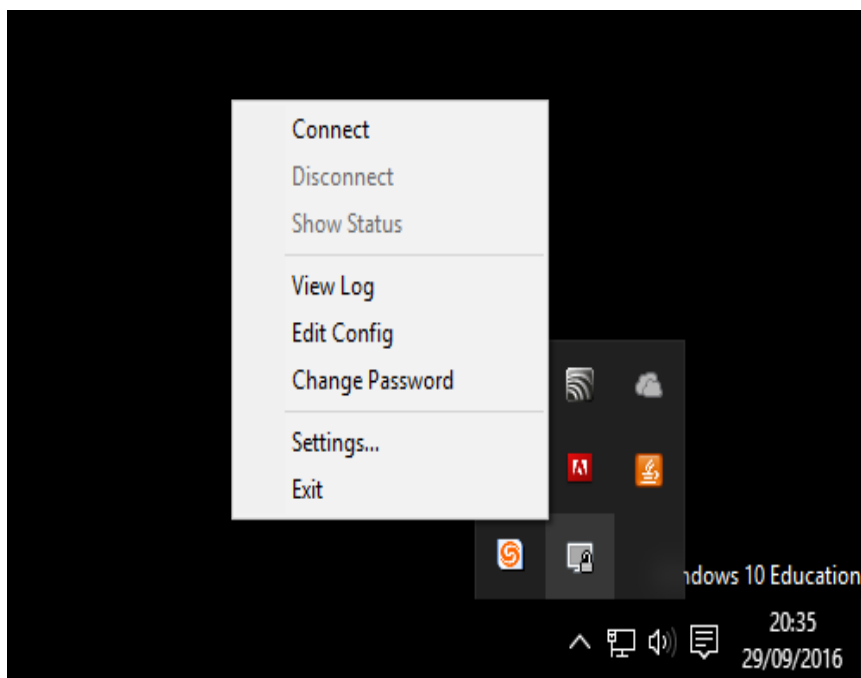 Connect
Disconnect
Show Status
View Log
Edit Config
Change Password
Settings...
Exit
ndows 10 Education
20:35
29/09/2016